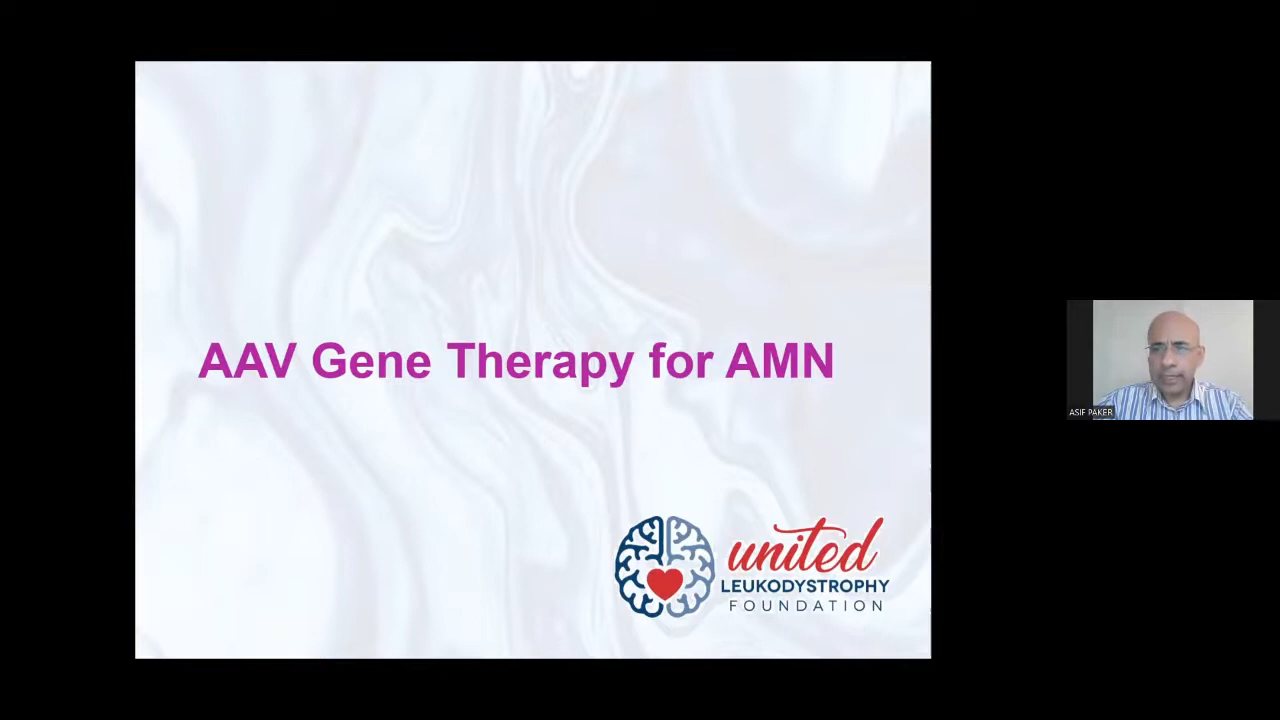 AAV Gene Therapy for AMN
united
LEUKODYSTROPHY
FOUNDATION
ASIF PAKER